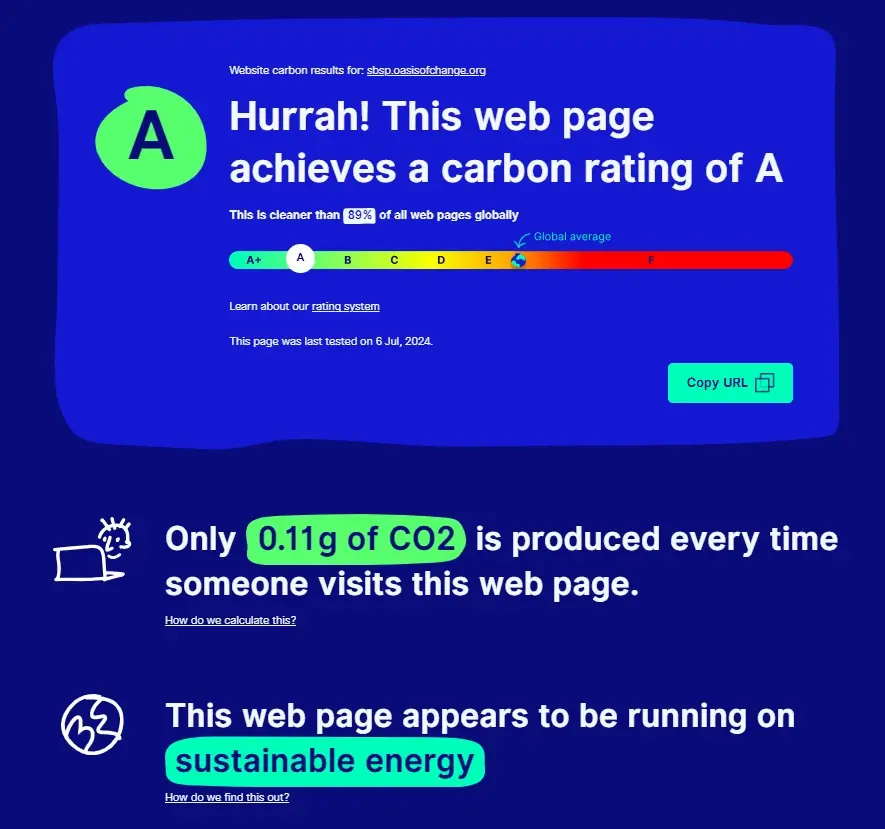 Website carbon results for: sbsp.oasisofchange.org
A
Hurrah! This web page
achieves a carbon rating of A
This is cleaner than 89% of all web pages globally
Global average
A+ A B C D E F
Learn about our rating system
This page was last tested on 6 Jul, 2024.
Copy URL
Only 0.11g of CO2 is produced every time
someone visits this web page.
How do we calculate this?
This web page appears to be running on
sustainable energy
How do we find this out?